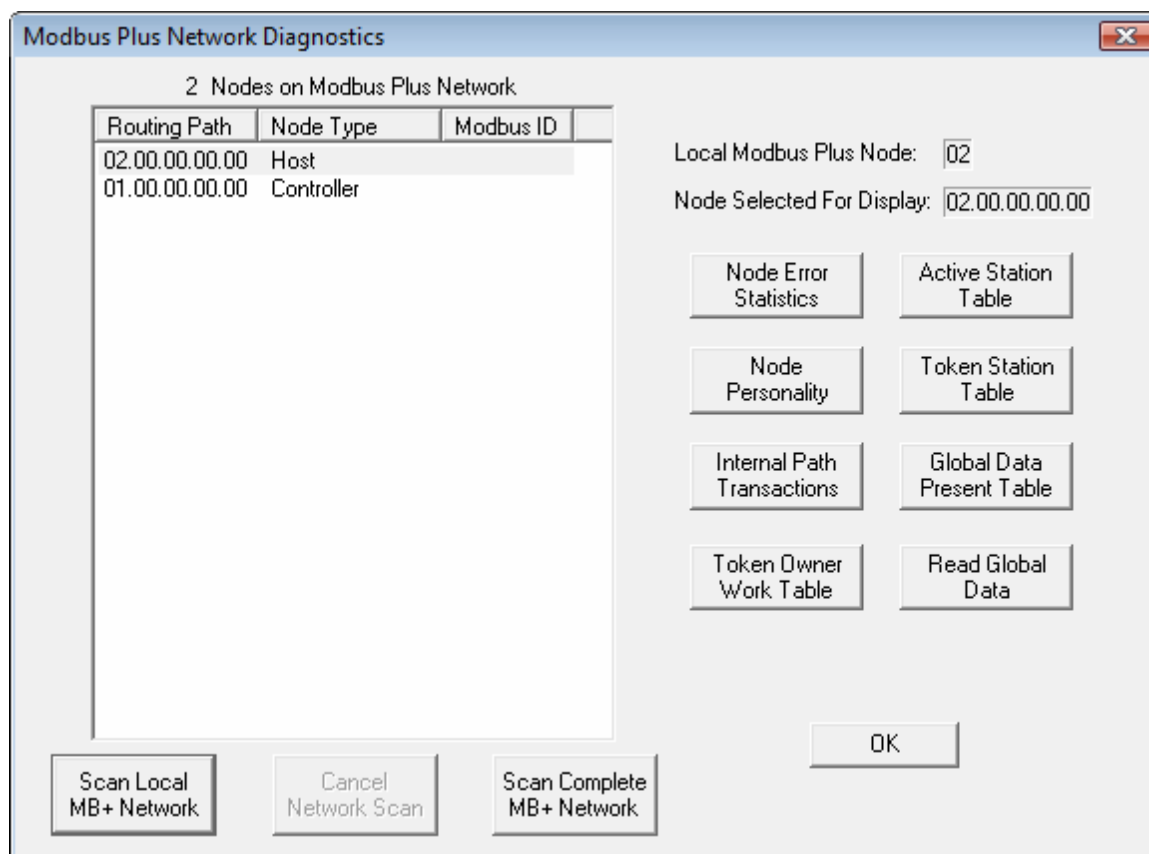 Modbus Plus Network Diagnostics
2 Nodes on Modbus Plus Network
Routing Path Node Type Modbus ID
02.00.00.00.00 Host
01.00.00.00.00 Controller
Local Modbus Plus Node: 02
Node Selected For Display: 02.00.00.00.00
Node Error
Statistics
Active Station
Table
Node
Personality
Token Station
Table
Internal Path
Transactions
Global Data
Present Table
Token Owner
Work Table
Read Global
Data
OK
Scan Local
MB+ Network
Cancel
Network Scan
Scan Complete
MB+ Network